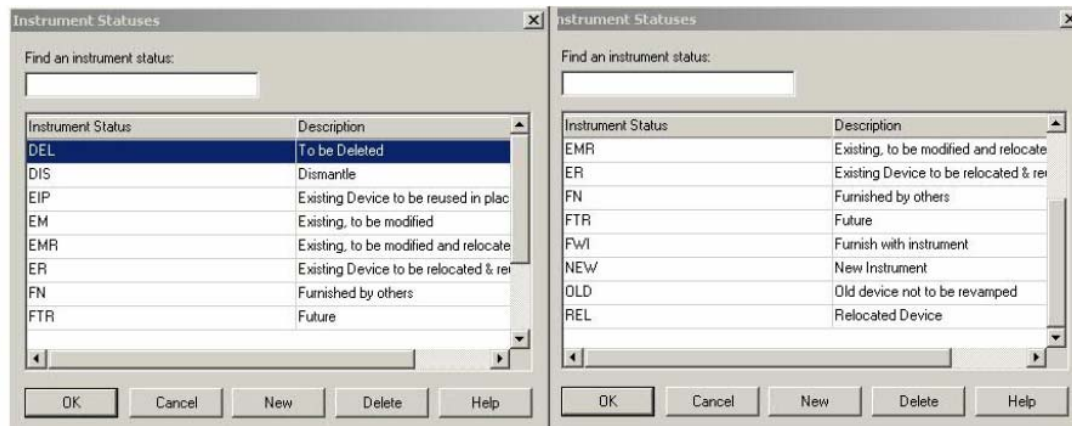 Instrument Statuses
Find an instrument status:
Instrument Status Description
DEL To be Deleted
DIS Dismantle
EIP Existing Device to be reused in plac
EM Existing, to be modified
EMR Existing, to be modified and relocate
ER Existing Device to be relocated & re
FN Furnished by others
FTR Future
OK Cancel New Delete Help
nstrument Statuses
Find an instrument status:
Instrument Status Description
EMR Existing, to be modified and relocate
ER Existing Device to be relocated & re
FN Furnished by others
FTR Future
FWI Furnish with instrument
NEW New Instrument
OLD Old device not to be revamped
REL Relocated Device
OK Cancel New Delete Help